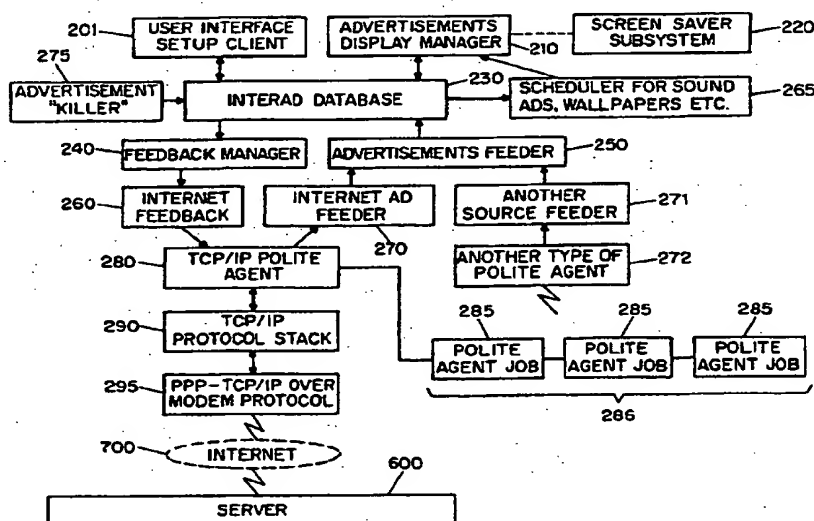 201
USER INTERFACE
SETUP CLIENT
ADVERTISEMENTS
DISPLAY MANAGER
210
SCREEN SAVER
SUBSYSTEM
220
275
ADVERTISEMENT
"KILLER"
230
INTERAD DATABASE
SCHEDULER FOR SOUND
ADS, WALLPAPERS ETC.
265
240
FEEDBACK MANAGER
ADVERTISEMENTS FEEDER
250
260
INTERNET
FEEDBACK
INTERNET AD
FEEDER
270
ANOTHER
SOURCE FEEDER
271
280
TCP/IP POLITE
AGENT
ANOTHER TYPE OF
POLITE AGENT
272
290
TCP/IP
PROTOCOL STACK
285
285
285
POLITE
AGENT JOB
POLITE
AGENT JOB
POLITE
AGENT JOB
286
295
PPP-TCP/IP OVER
MODEM PROTOCOL
700
INTERNET
600
SERVER